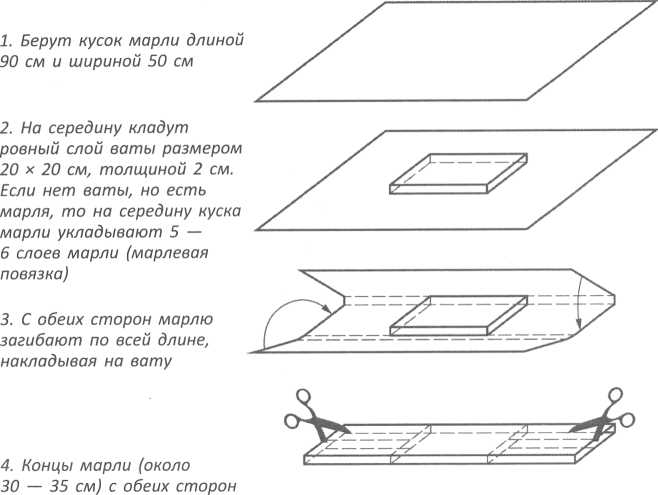 1. Берут кусок марли длиной
90 см и шириной 50 см
2. На середину кладут
ровный слой ваты размером
20 × 20 см, толщиной 2 см.
Если нет ваты, но есть
марля, то на середину куска
марли укладывают 5 —
6 слоев марли (марлевая
повязка)
3. С обеих сторон марлю
загибают по всей длине,
накладывая на вату
4. Концы марли (около
30 — 35 см) с обеих сторон